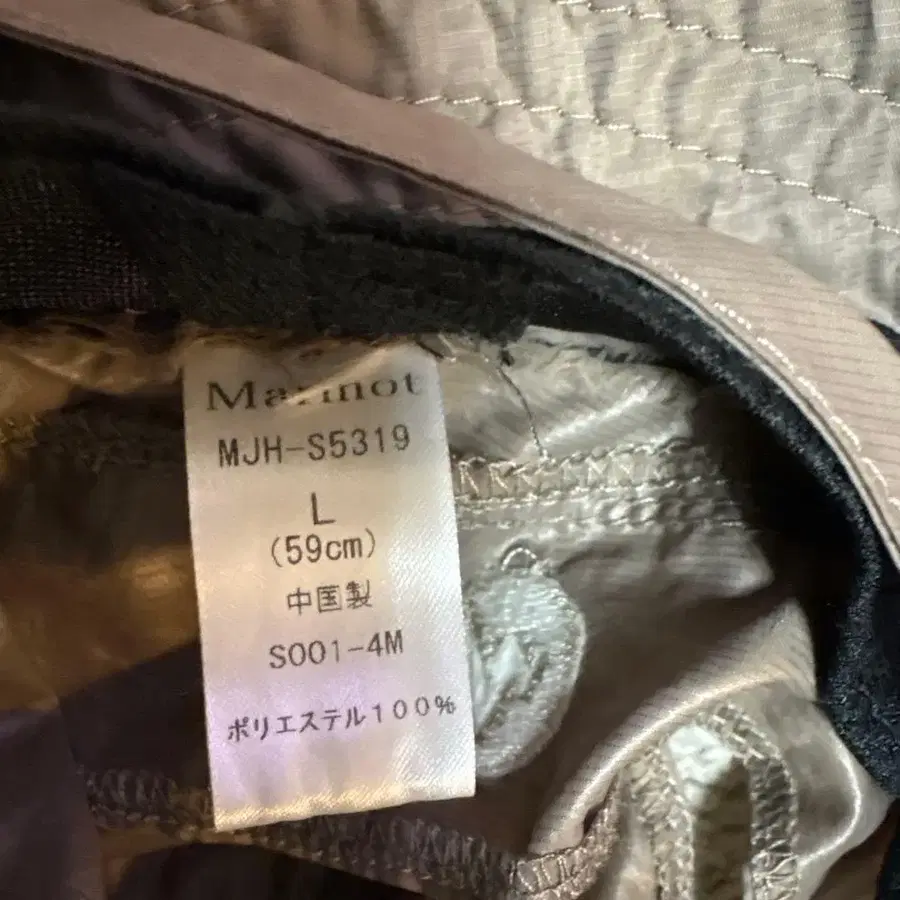 Marmot
MJH-S5319
L
(59cm)
中国製
S001-4M
ポリエステル100%